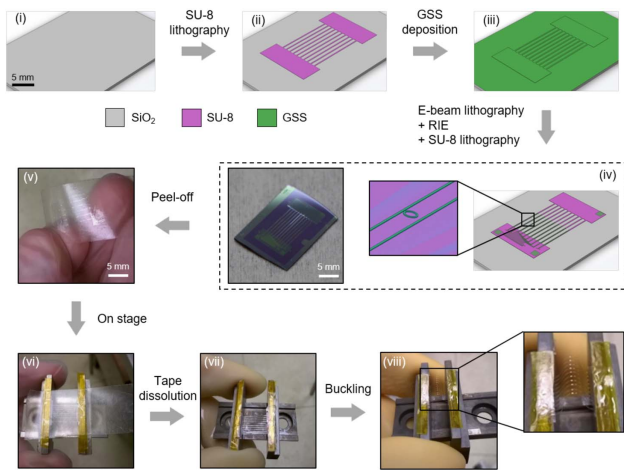 (i)
SU-8
lithography
(ii)
GSS
deposition
(iii)
5 mm
SiO₂
SU-8
GSS
E-beam lithography
+ RIE
+ SU-8 lithography
(iv)
5 mm
Peel-off
(v)
5 mm
On stage
(vi)
Tape
dissolution
(vii)
Buckling
(viii)